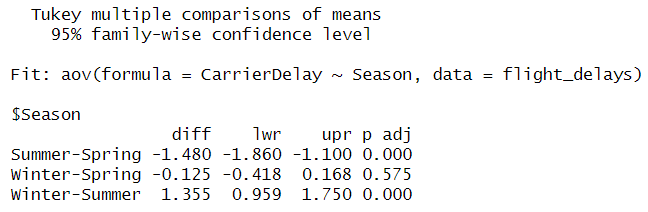 Tukey multiple comparisons of means
95% family-wise confidence level
Fit: aov(formula = CarrierDelay ~ Season, data = flight_delays)
$Season
diff lwr upr p adj
Summer-Spring -1.480 -1.860 -1.100 0.000
Winter-Spring -0.125 -0.418 0.168 0.575
Winter-Summer 1.355 0.959 1.750 0.000